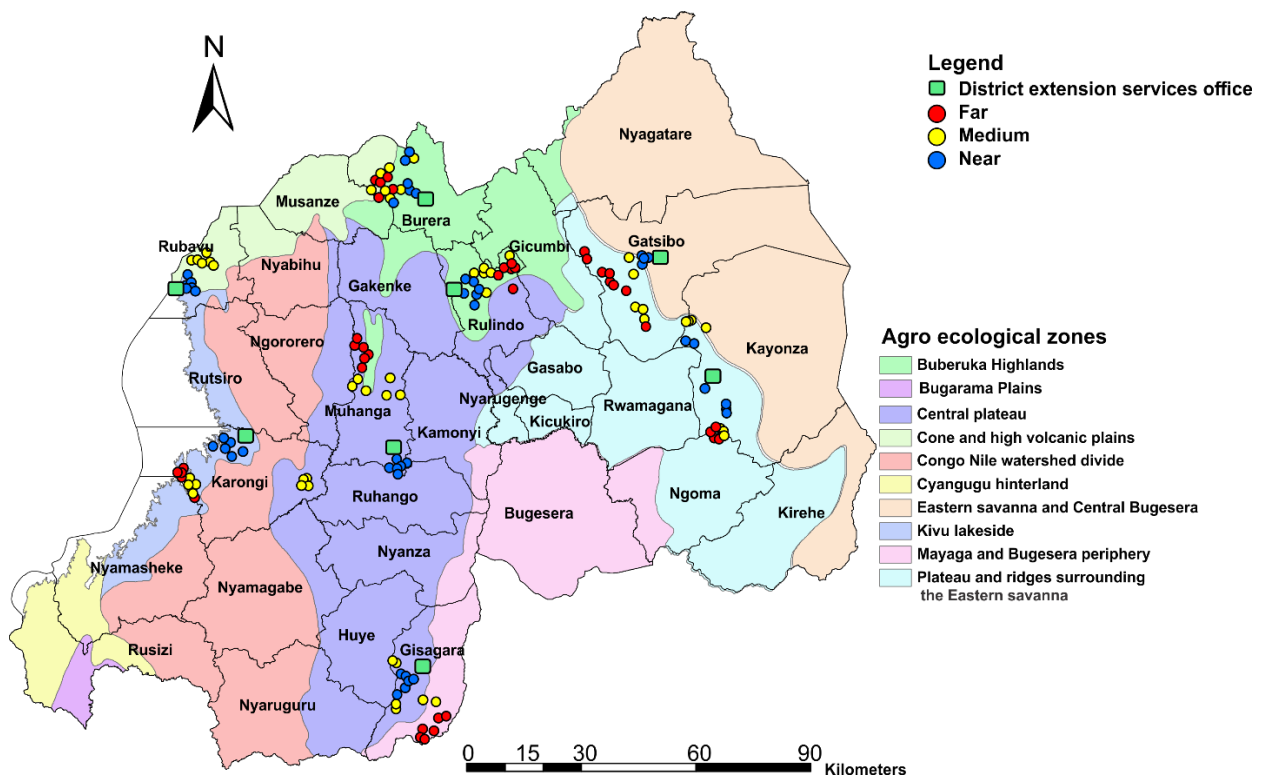 N
Legend
District extension services office
Far
Medium
Near
Nyagatare
Musanze
Burera
Rubavu
Gicumbi
Gatsibo
Nyabihu
Gakenke
Rulindo
Ngororero
Kayonza
Agro ecological zones
Buberuka Highlands
Bugarama Plains
Central plateau
Cone and high volcanic plains
Congo Nile watershed divide
Cyangugu hinterland
Eastern savanna and Central Bugesera
Kivu lakeside
Mayaga and Bugesera periphery
Plateau and ridges surrounding
the Eastern savanna
Gasabo
Rutsiro
Nyarugenge
Rwamagana
Muhanga
Kicukiro
Kamonyi
Karongi
Ruhango
Ngoma
Bugesera
Kirehe
Nyanza
Nyamasheke
Nyamagabe
Huye
Gisagara
Rusizi
Nyaruguru
0 15 30 60 90
Kilometers